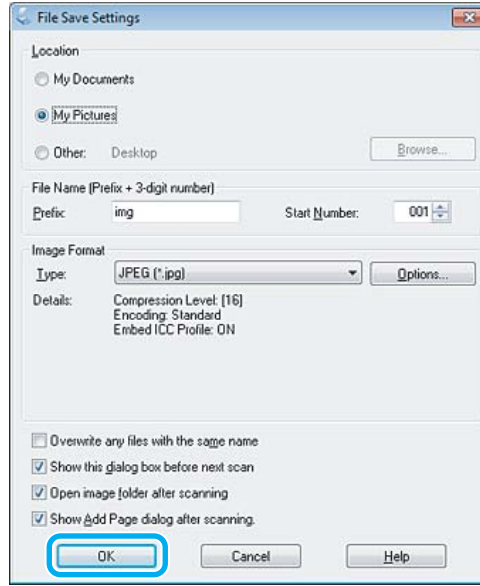 File Save Settings
Location
My Documents
My Pictures
Other: Desktop Browse...
File Name (Prefix + 3-digit number)
Prefix: img Start Number: 001
Image Format
Type: JPEG (*.jpg) Options...
Details: Compression Level: [16]
Encoding: Standard
Embed ICC Profile: ON
Overwrite any files with the same name
Show this dialog box before next scan
Open image folder after scanning
Show Add Page dialog after scanning.
OK Cancel Help